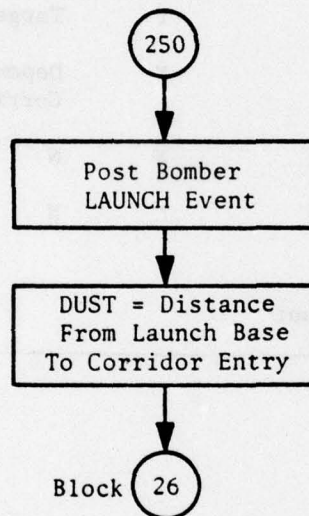 250
Post Bomber
LAUNCH Event
DUST = Distance
From Launch Base
To Corridor Entry
Block 26